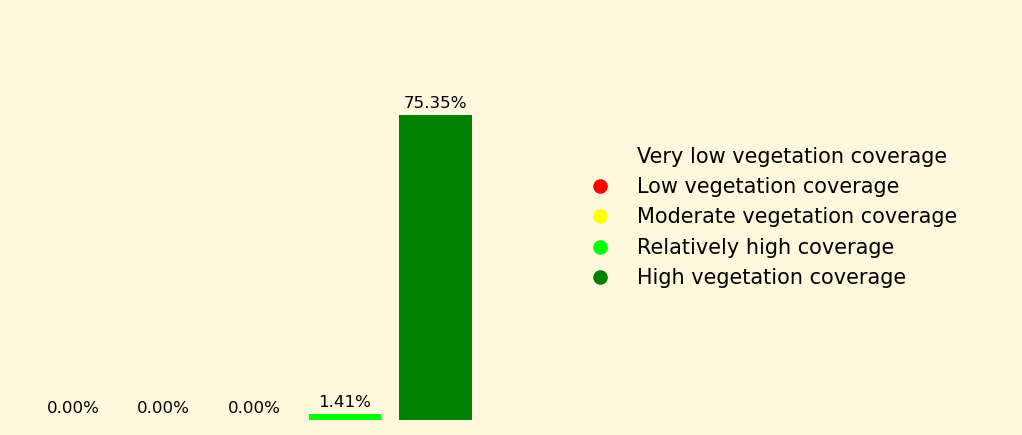 75.35%
Very low vegetation coverage
Low vegetation coverage
Moderate vegetation coverage
Relatively high coverage
High vegetation coverage
0.00% 0.00% 0.00% 1.41%